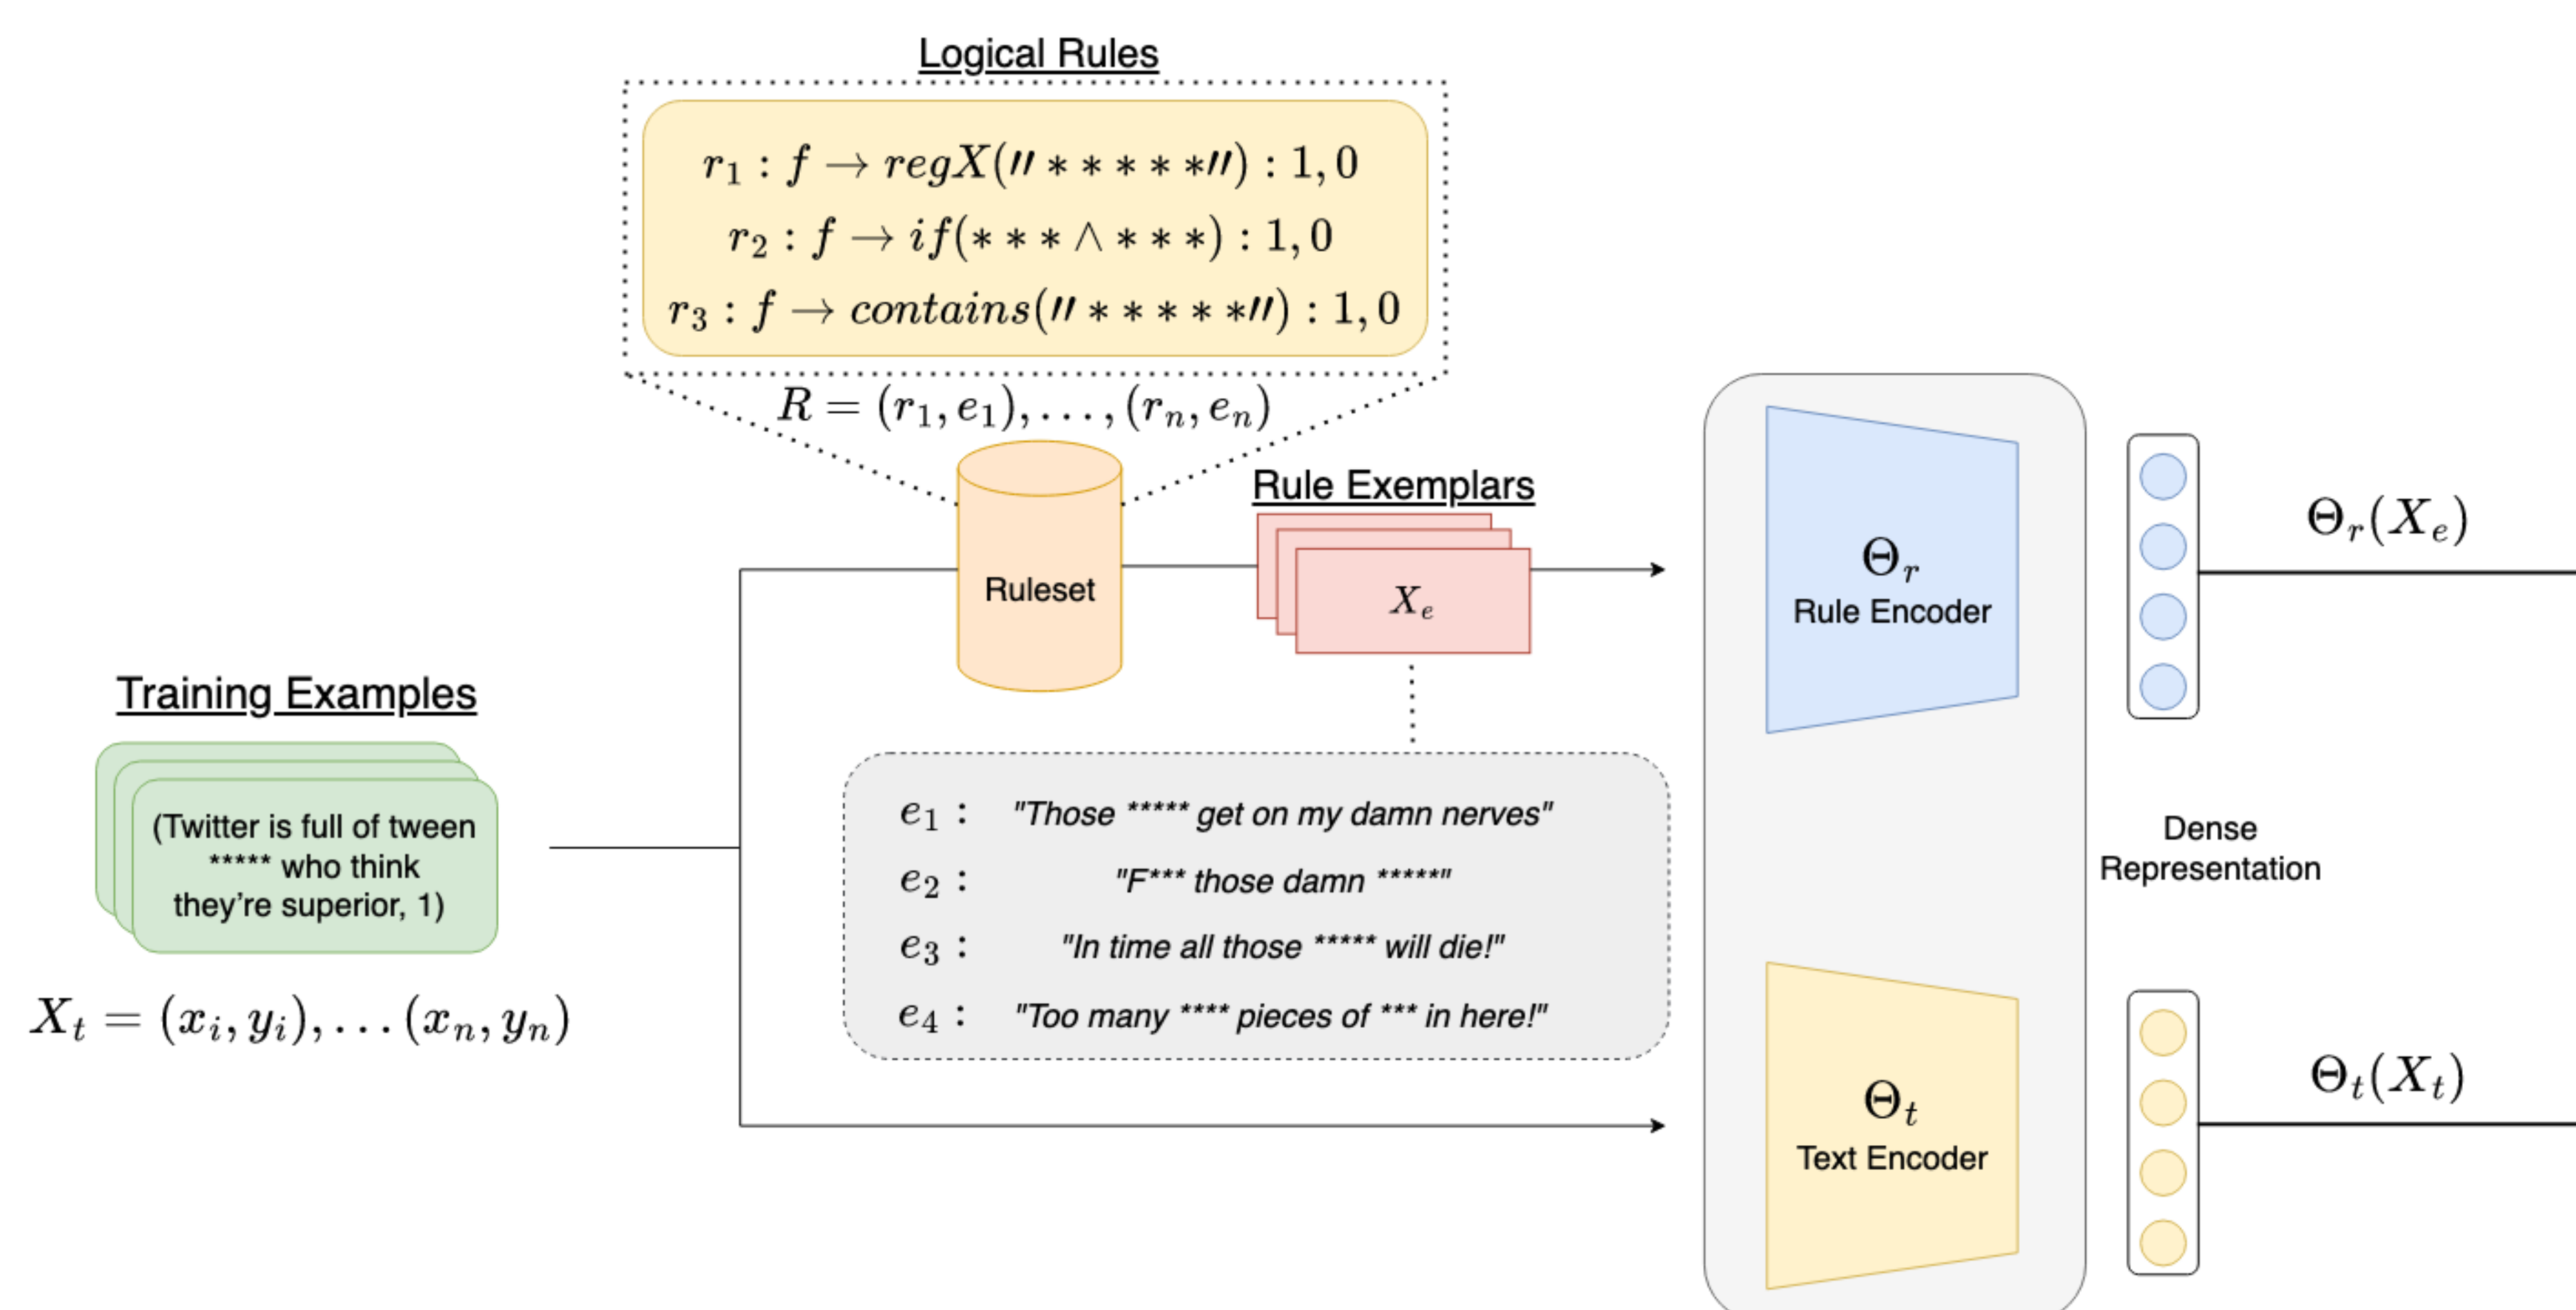 Logical Rules
r₁ : f → regX(″ * * * * *″) : 1, 0
r₂ : f → if(* * * ∧ * * *) : 1, 0
r₃ : f → contains(″ * * * * *″) : 1, 0
R = (r₁, e₁), . . . , (rₙ, eₙ)
Ruleset
Rule Exemplars
Xₑ
Training Examples
(Twitter is full of tween
***** who think
they're superior, 1)
Xₜ = (xᵢ, yᵢ), . . . (xₙ, yₙ)
e₁ : "Those ***** get on my damn nerves"
e₂ : "F*** those damn *****"
e₃ : "In time all those ***** will die!"
e₄ : "Too many **** pieces of *** in here!"
Θᵣ
Rule Encoder
Θₜ
Text Encoder
Θᵣ(Xₑ)
Dense
Representation
Θₜ(Xₜ)